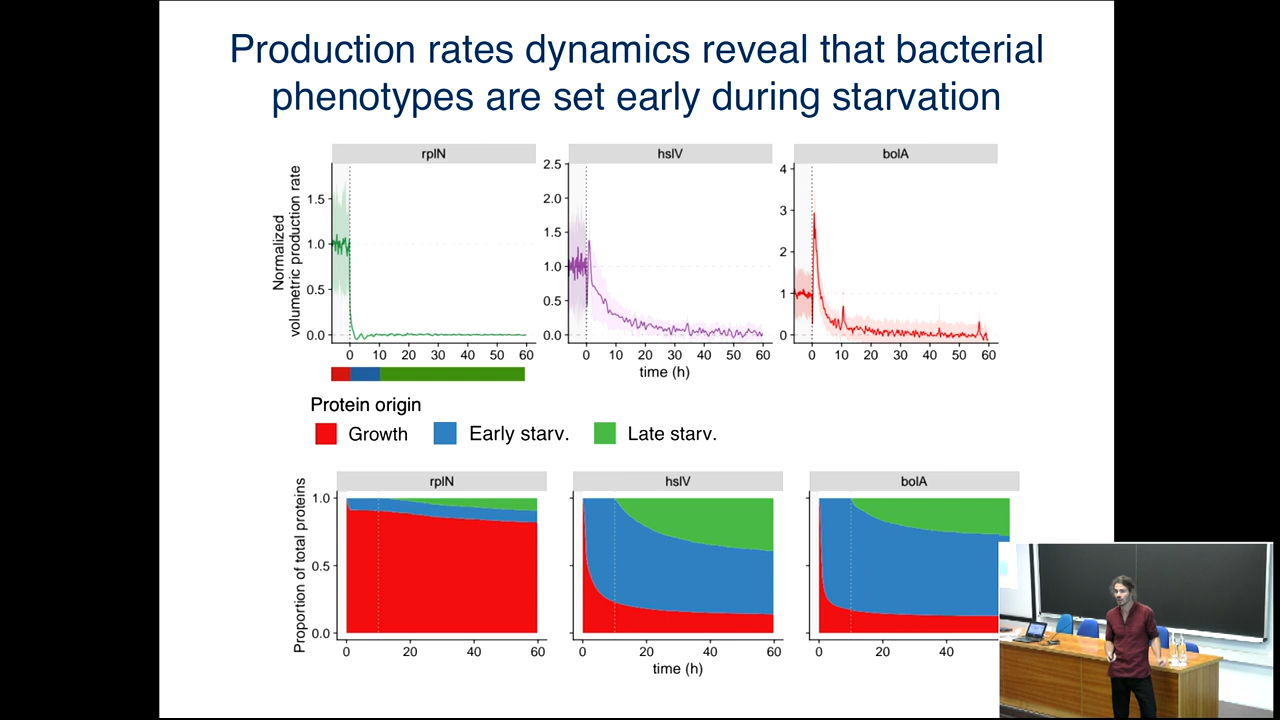 Production rates dynamics reveal that bacterial
phenotypes are set early during starvation
rplN
hslV
bolA
Normalized
volumetric production rate
1.5
1.0
0.5
0.0
0 10 20 30 40 50 60
2.5
2.0
1.5
1.0
0.5
0.0
0 10 20 30 40 50 60
time (h)
4
3
2
1
0
0 10 20 30 40 50 60
Protein origin
Growth
Early starv.
Late starv.
rplN
hslV
bolA
Proportion of total proteins
1.0
0.5
0.0
0 20 40 60
0 20 40 60
time (h)
0 20 40